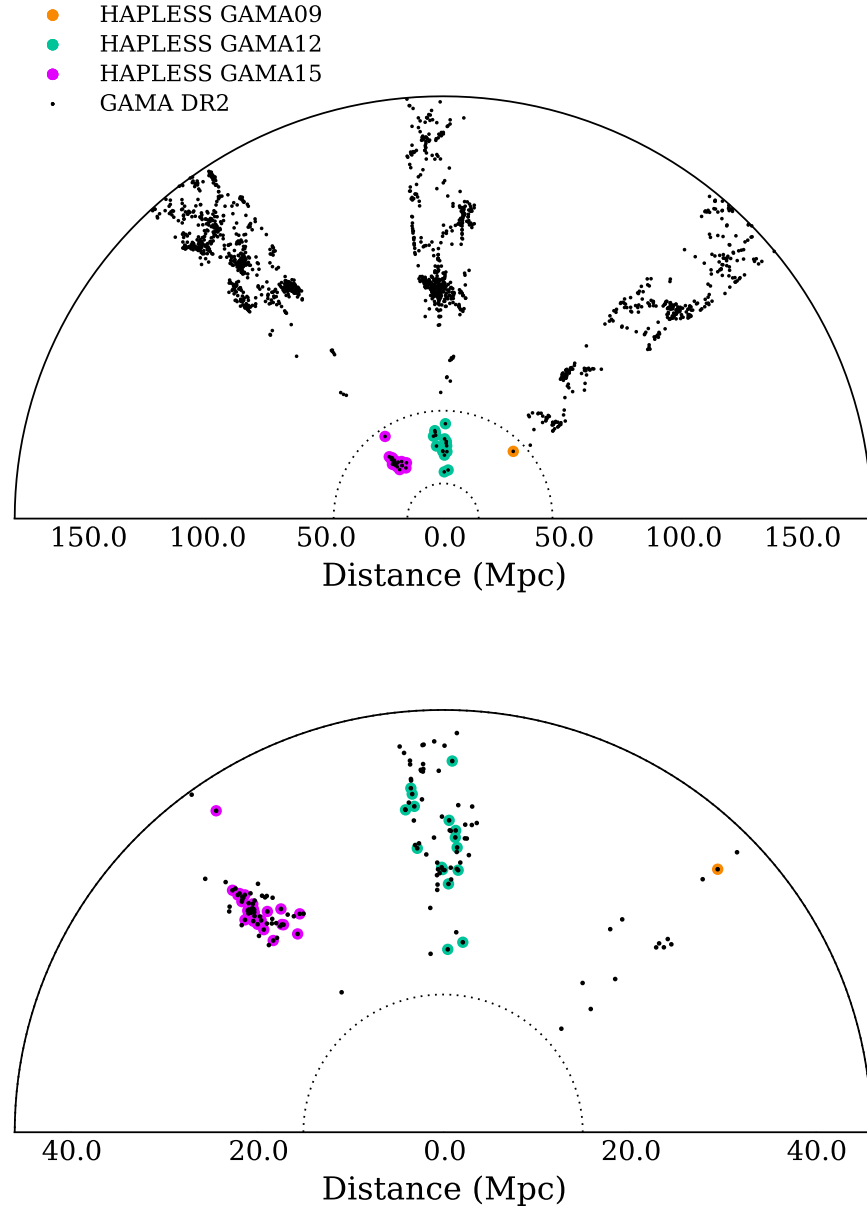 HAPLESS GAMA09
HAPLESS GAMA12
HAPLESS GAMA15
GAMA DR2
150.0 100.0 50.0 0.0 50.0 100.0 150.0
Distance (Mpc)
40.0 20.0 0.0 20.0 40.0
Distance (Mpc)